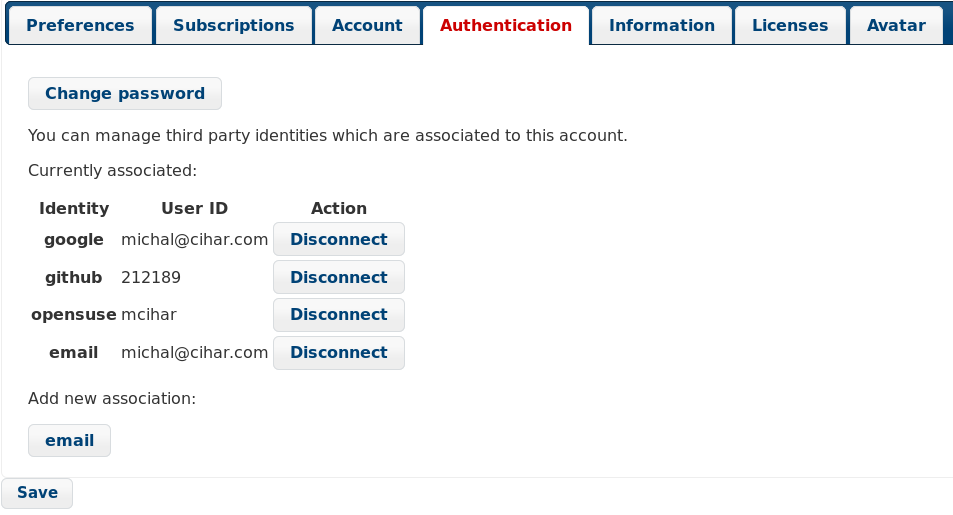 Preferences Subscriptions Account Authentication Information Licenses Avatar
Change password
You can manage third party identities which are associated to this account.
Currently associated:
Identity User ID Action
google michal@cihar.com Disconnect
github 212189 Disconnect
opensuse mcihar Disconnect
email michal@cihar.com Disconnect
Add new association:
email
Save